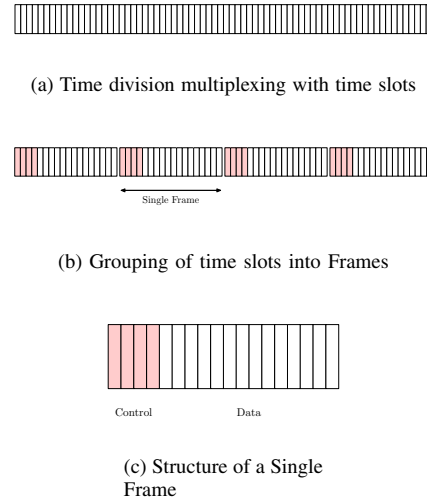 (a) Time division multiplexing with time slots
Single Frame
(b) Grouping of time slots into Frames
Control Data
(c) Structure of a Single
Frame